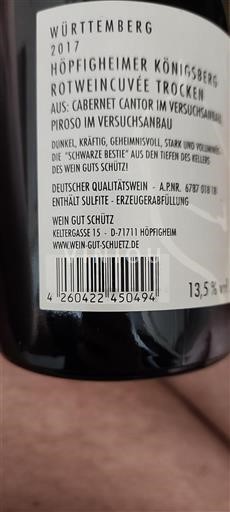 WÜRTTEMBERG
2017
HÖPFIGHEIMER KÖNIGSBERG
ROTWEINCUVÉE TROCKEN
AUS: CABERNET CANTOR IM VERSUCHSANBAU
PIROSO IM VERSUCHSANBAU
DUNKEL, KRÄFTIG, GEHEIMNISVOLL, STARK UND
DIE "SCHWARZE BESTIE" AUS DEN TIEFEN DES KELLERS
DES WEIN GUTS SCHÜTZ!
DEUTSCHER QUALITÄTSWEIN - A.P.NR. 6787 018 18
ENTHÄLT SULFITE - ERZEUGERABFÜLLUNG
WEIN GUT SCHÜTZ
KELTERGASSE 15 - D-71711 HÖPFIGHEIM
WWW.WEIN-GUT-SCHUETZ.DE
4 260422 450494
13,5 % vol